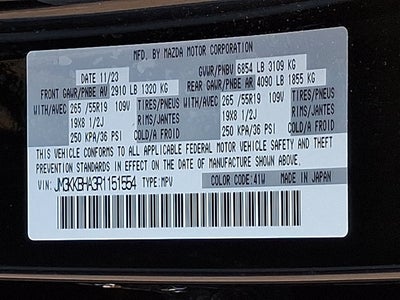 MFD. BY MAZDA MOTOR CORPORATION
DATE 11/23 GVWR/PNBV 6854 LB 3109 KG
FRONT GAWR/PNBE AV 2910 LB 1320 KG REAR GAWR/PNBE AR 4090 LB 1855 KG
WITH/AVEC 265 /55R19 109V TIRES/PNEUS WITH/AVEC 265 /55R19 109V TIRES/PNEUS
19X8 1/2J RIMS/JANTES 19X8 1/2J RIMS/JANTES
250 KPA/36 PSI COLD/A FROID 250 KPA/36 PSI COLD/A FROID
THIS VEHICLE CONFORMS TO ALL APPLICABLE FEDERAL MOTOR VEHICLE SAFETY AND THEFT
PREVENTION STANDARDS IN EFFECT ON THE DATE OF MANUFACTURE SHOWN ABOVE.
VIN: JM3KKBHA3R1151554 TYPE:MPV COLOR CODE:41W MADE IN JAPAN